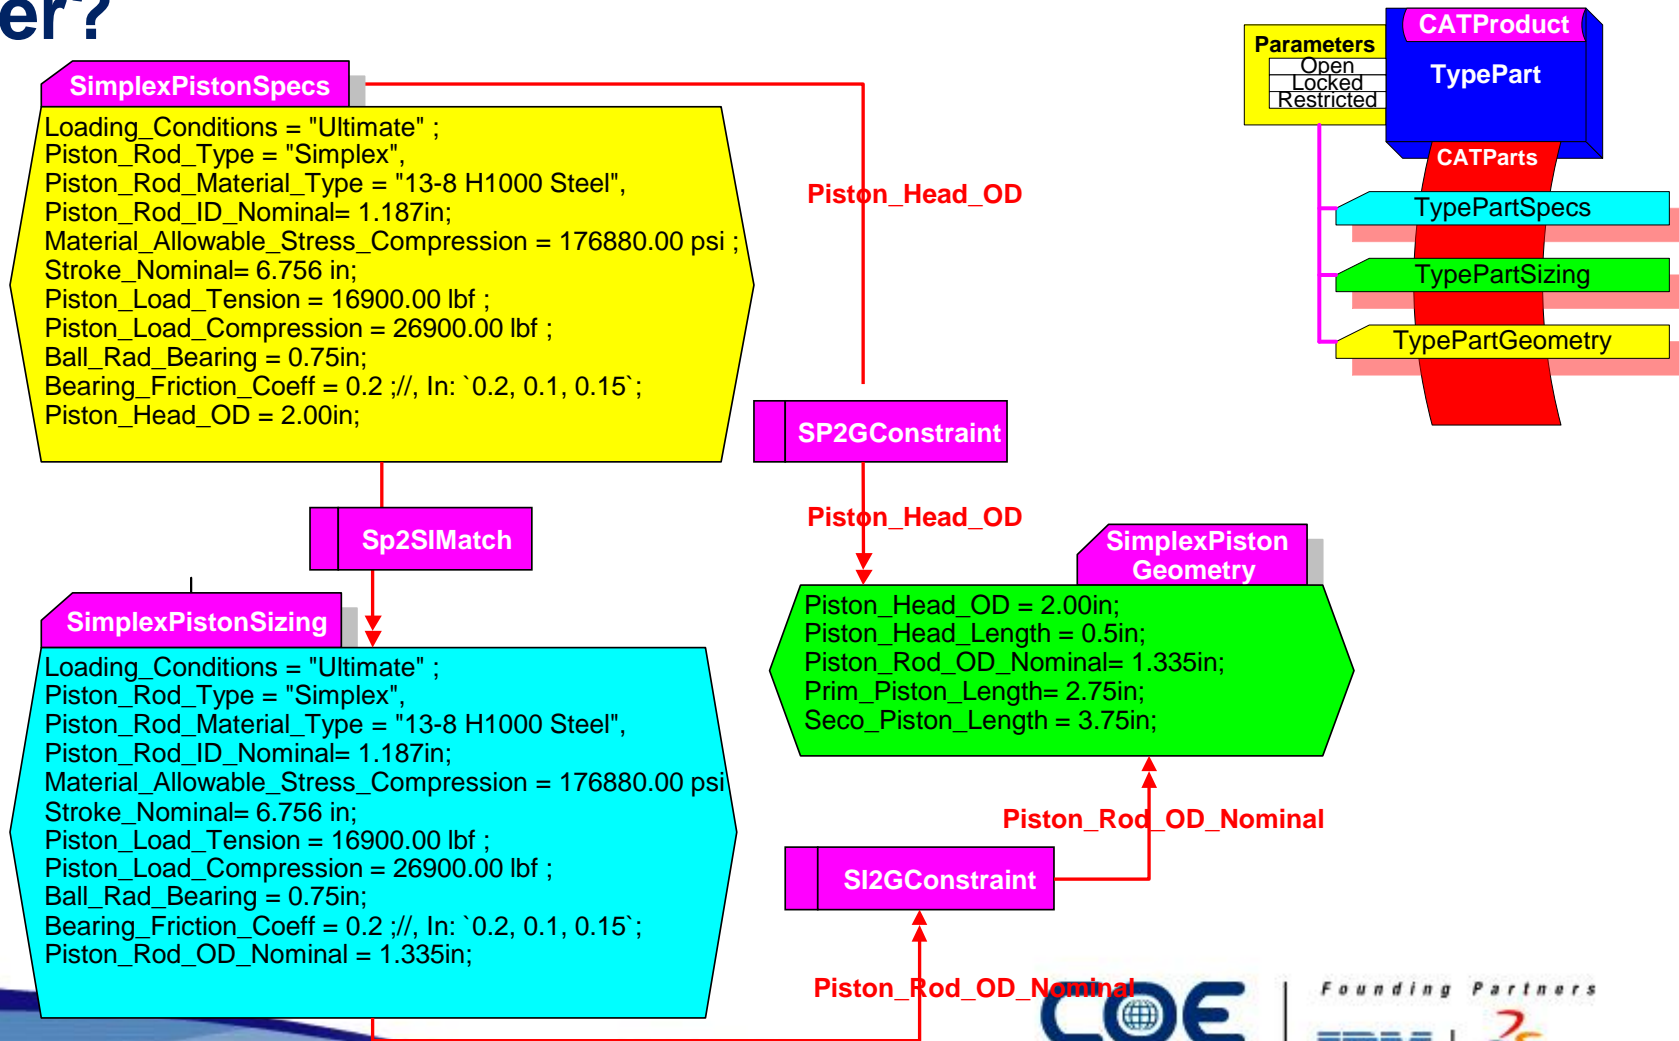 er?
SimplexPistonSpecs
Loading_Conditions = "Ultimate" ;
Piston_Rod_Type = "Simplex",
Piston_Rod_Material_Type = "13-8 H1000 Steel",
Piston_Rod_ID_Nominal= 1.187in;
Material_Allowable_Stress_Compression = 176880.00 psi ;
Stroke_Nominal= 6.756 in;
Piston_Load_Tension = 16900.00 lbf ;
Piston_Load_Compression = 26900.00 lbf ;
Ball_Rad_Bearing = 0.75in;
Bearing_Friction_Coeff = 0.2 ;//, In: `0.2, 0.1, 0.15`;
Piston_Head_OD = 2.00in;
Piston_Head_OD
SP2GConstraint
Piston_Head_OD
Parameters
Open
Locked
Restricted
CATProduct
TypePart
CATParts
TypePartSpecs
TypePartSizing
TypePartGeometry
Sp2SIMatch
SimplexPistonSizing
Loading_Conditions = "Ultimate" ;
Piston_Rod_Type = "Simplex",
Piston_Rod_Material_Type = "13-8 H1000 Steel",
Piston_Rod_ID_Nominal= 1.187in;
Material_Allowable_Stress_Compression = 176880.00 psi
Stroke_Nominal= 6.756 in;
Piston_Load_Tension = 16900.00 lbf ;
Piston_Load_Compression = 26900.00 lbf ;
Ball_Rad_Bearing = 0.75in;
Bearing_Friction_Coeff = 0.2 ;//, In: `0.2, 0.1, 0.15`;
Piston_Rod_OD_Nominal = 1.335in;
SimplexPiston
Geometry
Piston_Head_OD = 2.00in;
Piston_Head_Length = 0.5in;
Piston_Rod_OD_Nominal= 1.335in;
Prim_Piston_Length= 2.75in;
Seco_Piston_Length = 3.75in;
Piston_Rod_OD_Nominal
SI2GConstraint
Piston_Rod_OD_Nominal
COE
Founding Partners